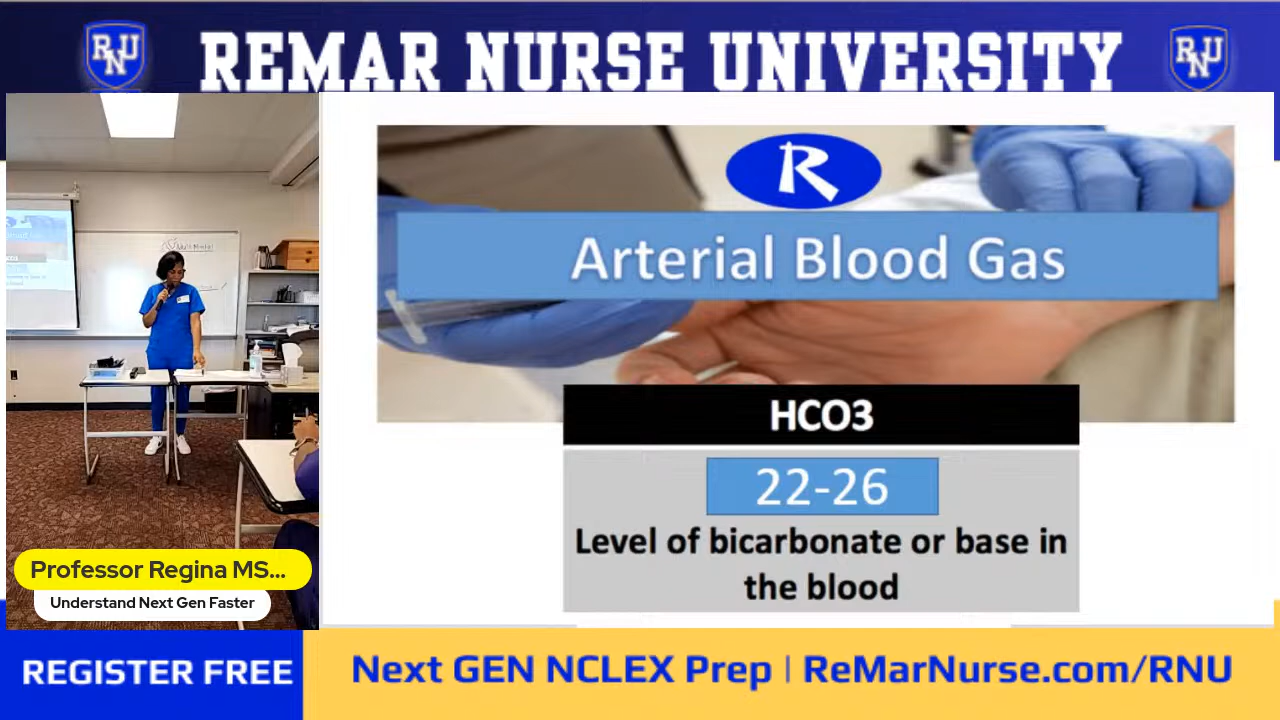 RNU
REMAR NURSE UNIVERSITY
RNU
R
Arterial Blood Gas
HCO3
22-26
Level of bicarbonate or base in
the blood
Professor Regina MS...
Understand Next Gen Faster
REGISTER FREE
Next GEN NCLEX Prep | ReMarNurse.com/RNU